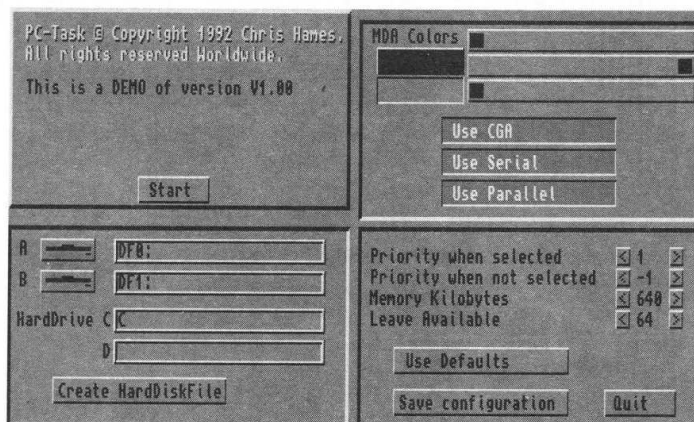 PC-Task © Copyright 1992 Chris Hames.
All rights reserved Worldwide.
This is a DEMO of version V1.00
Start
MDA Colors
Use CGA
Use Serial
Use Parallel
A DF0:
B DF1:
HardDrive C C
D
Create HardDiskFile
Priority when selected < 1 >
Priority when not selected < -1 >
Memory Kilobytes < 640 >
Leave Available < 64 >
Use Defaults
Save configuration Quit